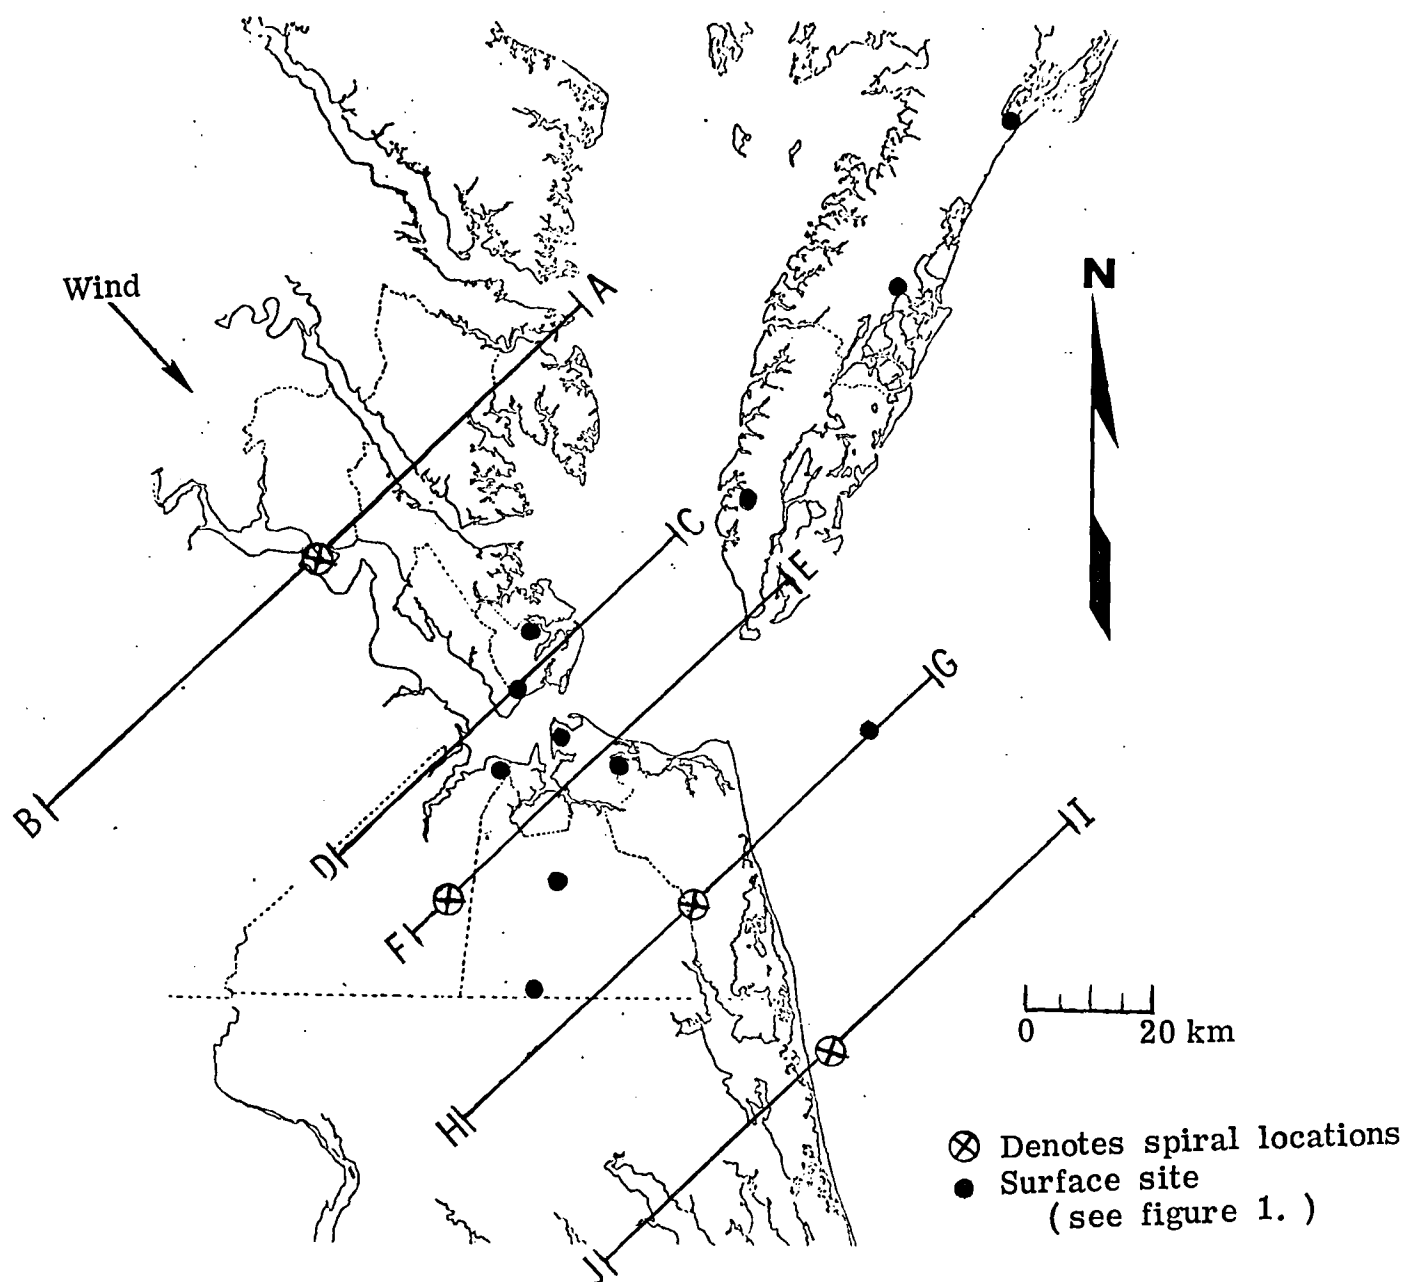 N
Wind
A
B
C
D
E
F
G
H
I
J
0 20 km
Denotes spiral locations
Surface site
( see figure 1. )